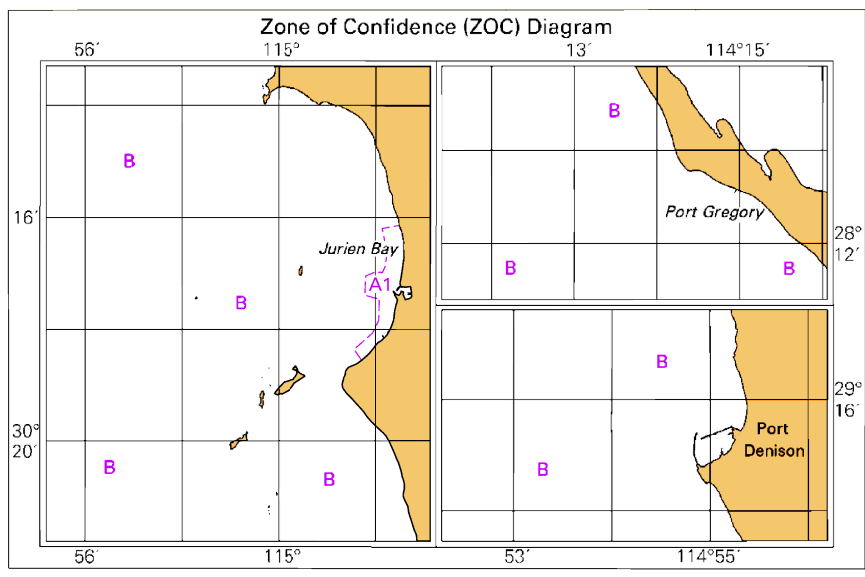 Zone of Confidence (ZOC) Diagram
56´ 115° 13´ 114°15´
B
B
16´
Jurien Bay
A1
B
Port Gregory
28°
12´
B B
B
29°
16´
Port
Denison
30°
20´
B B
B
56´ 115° 53´ 114°55´